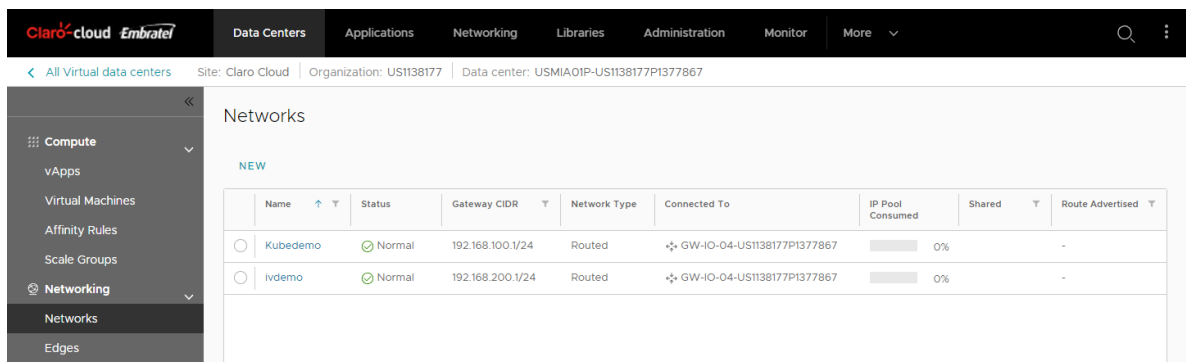 Claro-cloud Embratel Data Centers Applications Networking Libraries Administration Monitor More
All Virtual data centers Site: Claro Cloud Organization: US1138177 Data center: USMIA01P-US1138177P1377867
Networks
Compute
vApps
NEW
Virtual Machines
Name Status Gateway CIDR Network Type Connected To IP Pool Consumed Shared Route Advertised
Affinity Rules
Kubedemo Normal 192.168.100.1/24 Routed GW-IO-04-US1138177P1377867 0% -
Scale Groups
ivdemo Normal 192.168.200.1/24 Routed GW-IO-04-US1138177P1377867 0% -
Networking
Networks
Edges